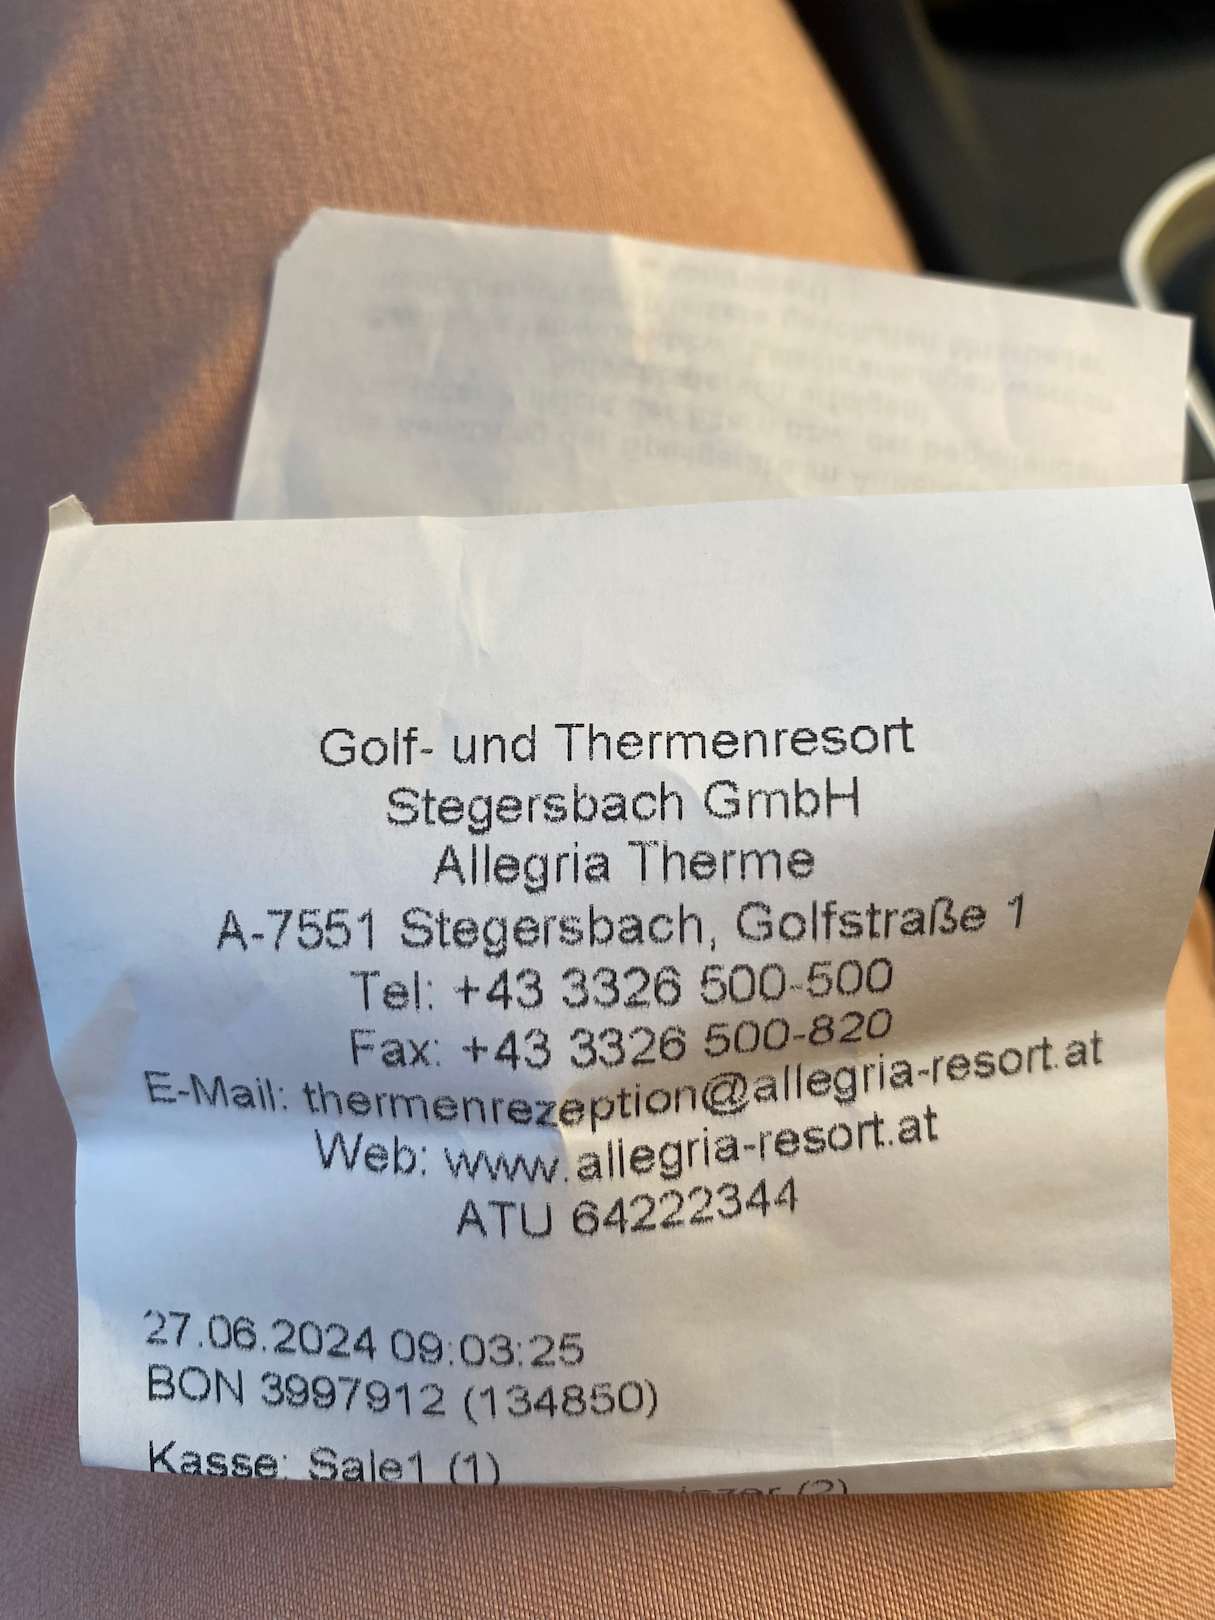 Golf- und Thermenresort
Stegersbach GmbH
Allegria Therme
A-7551 Stegersbach, Golfstraße 1
Tel: +43 3326 500-500
Fax: +43 3326 500-820
E-Mail: thermenrezeption@allegria-resort.at
Web: www.allegria-resort.at
ATU 64222344
27.06.2024 09:03:25
BON 3997912 (134850)
Kasse: Sale1 (1)
(2)